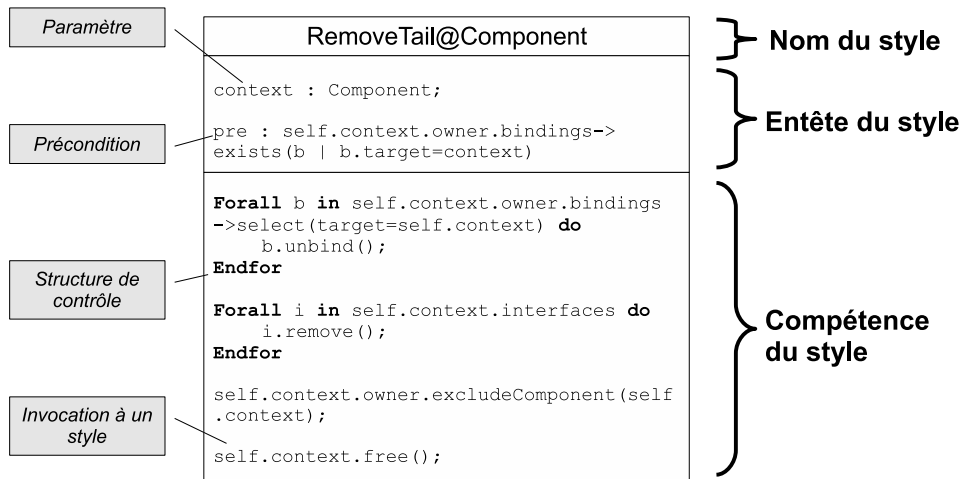 Paramètre
Précondition
Structure de
contrôle
Invocation à un
style
RemoveTail@Component
context : Component;
pre : self.context.owner.bindings->
exists(b | b.target=context)
Forall b in self.context.owner.bindings
->select(target=self.context) do
b.unbind();
Endfor
Forall i in self.context.interfaces do
i.remove();
Endfor
self.context.owner.excludeComponent(self
.context);
self.context.free();
Nom du style
Entête du style
Compétence
du style